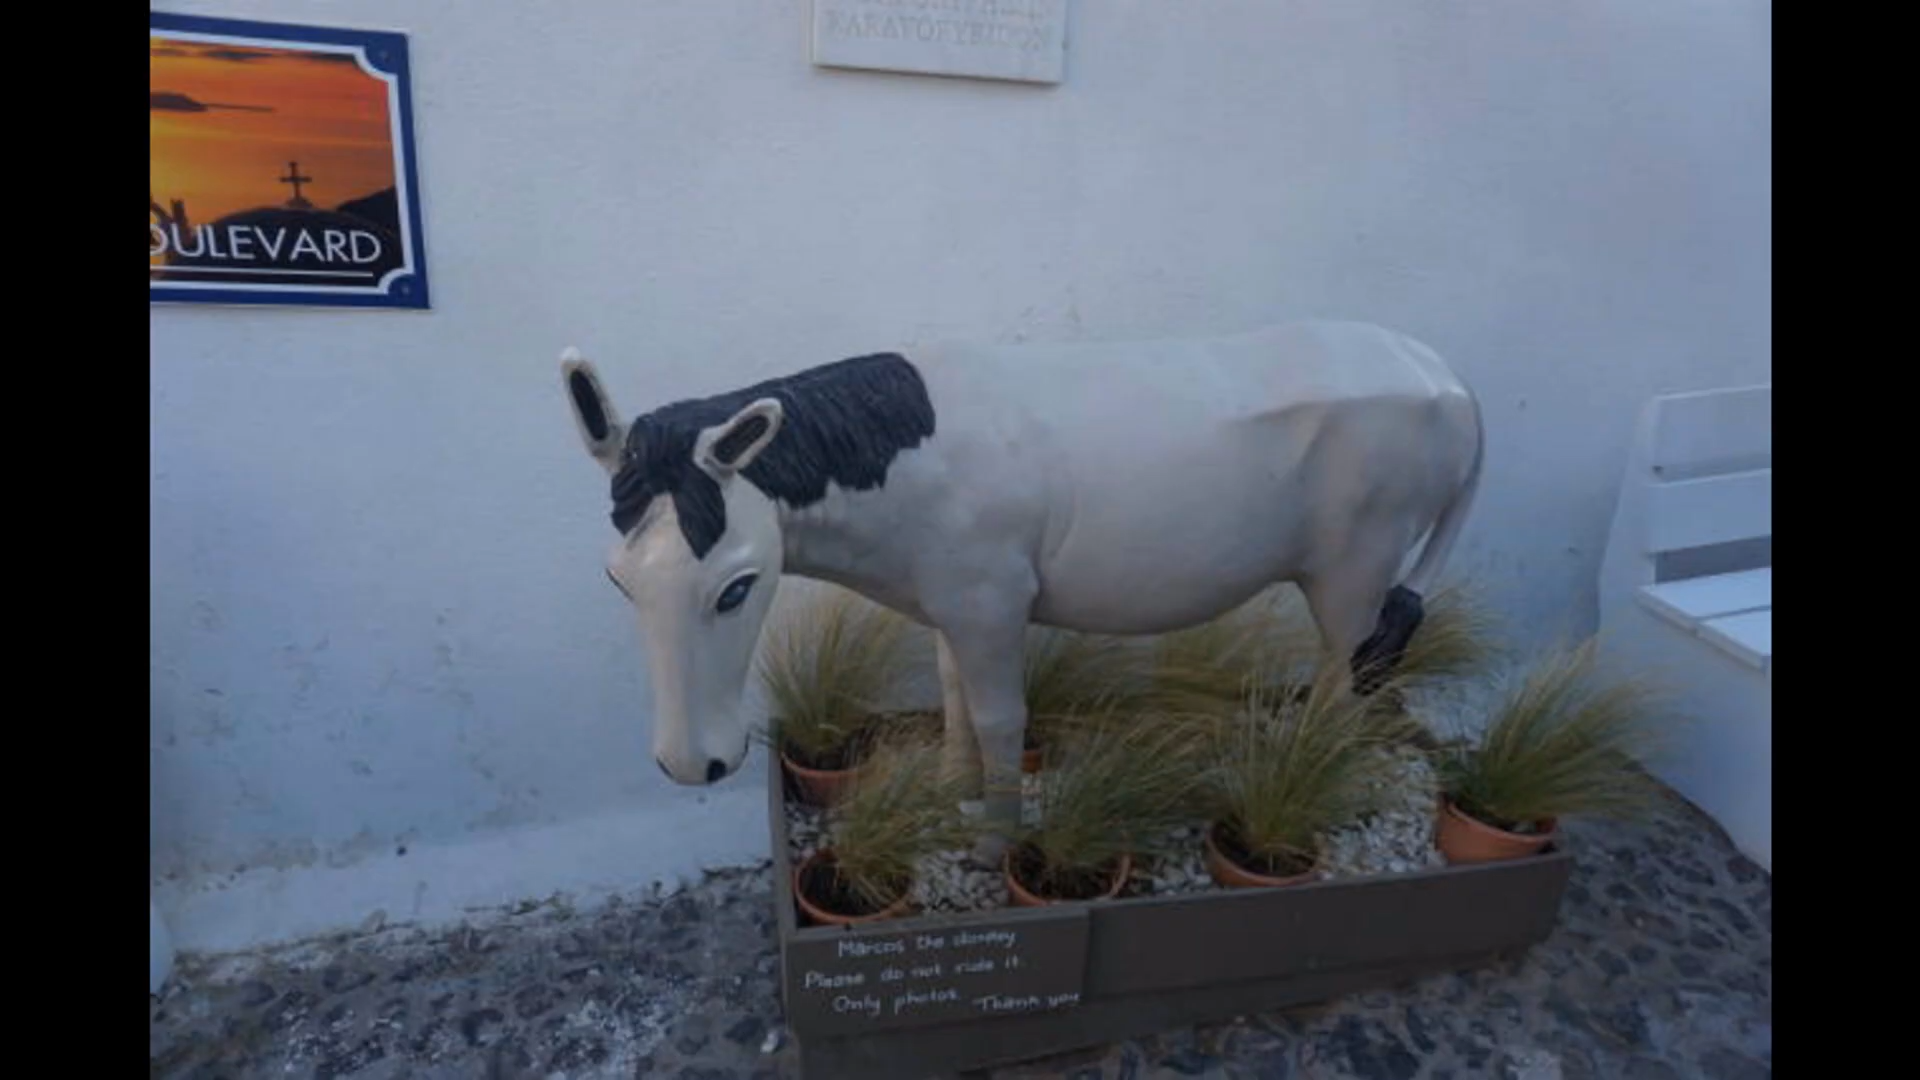 OULEVARD
Marcos the donkey
Please do not ride it.
Only photos. Thank you